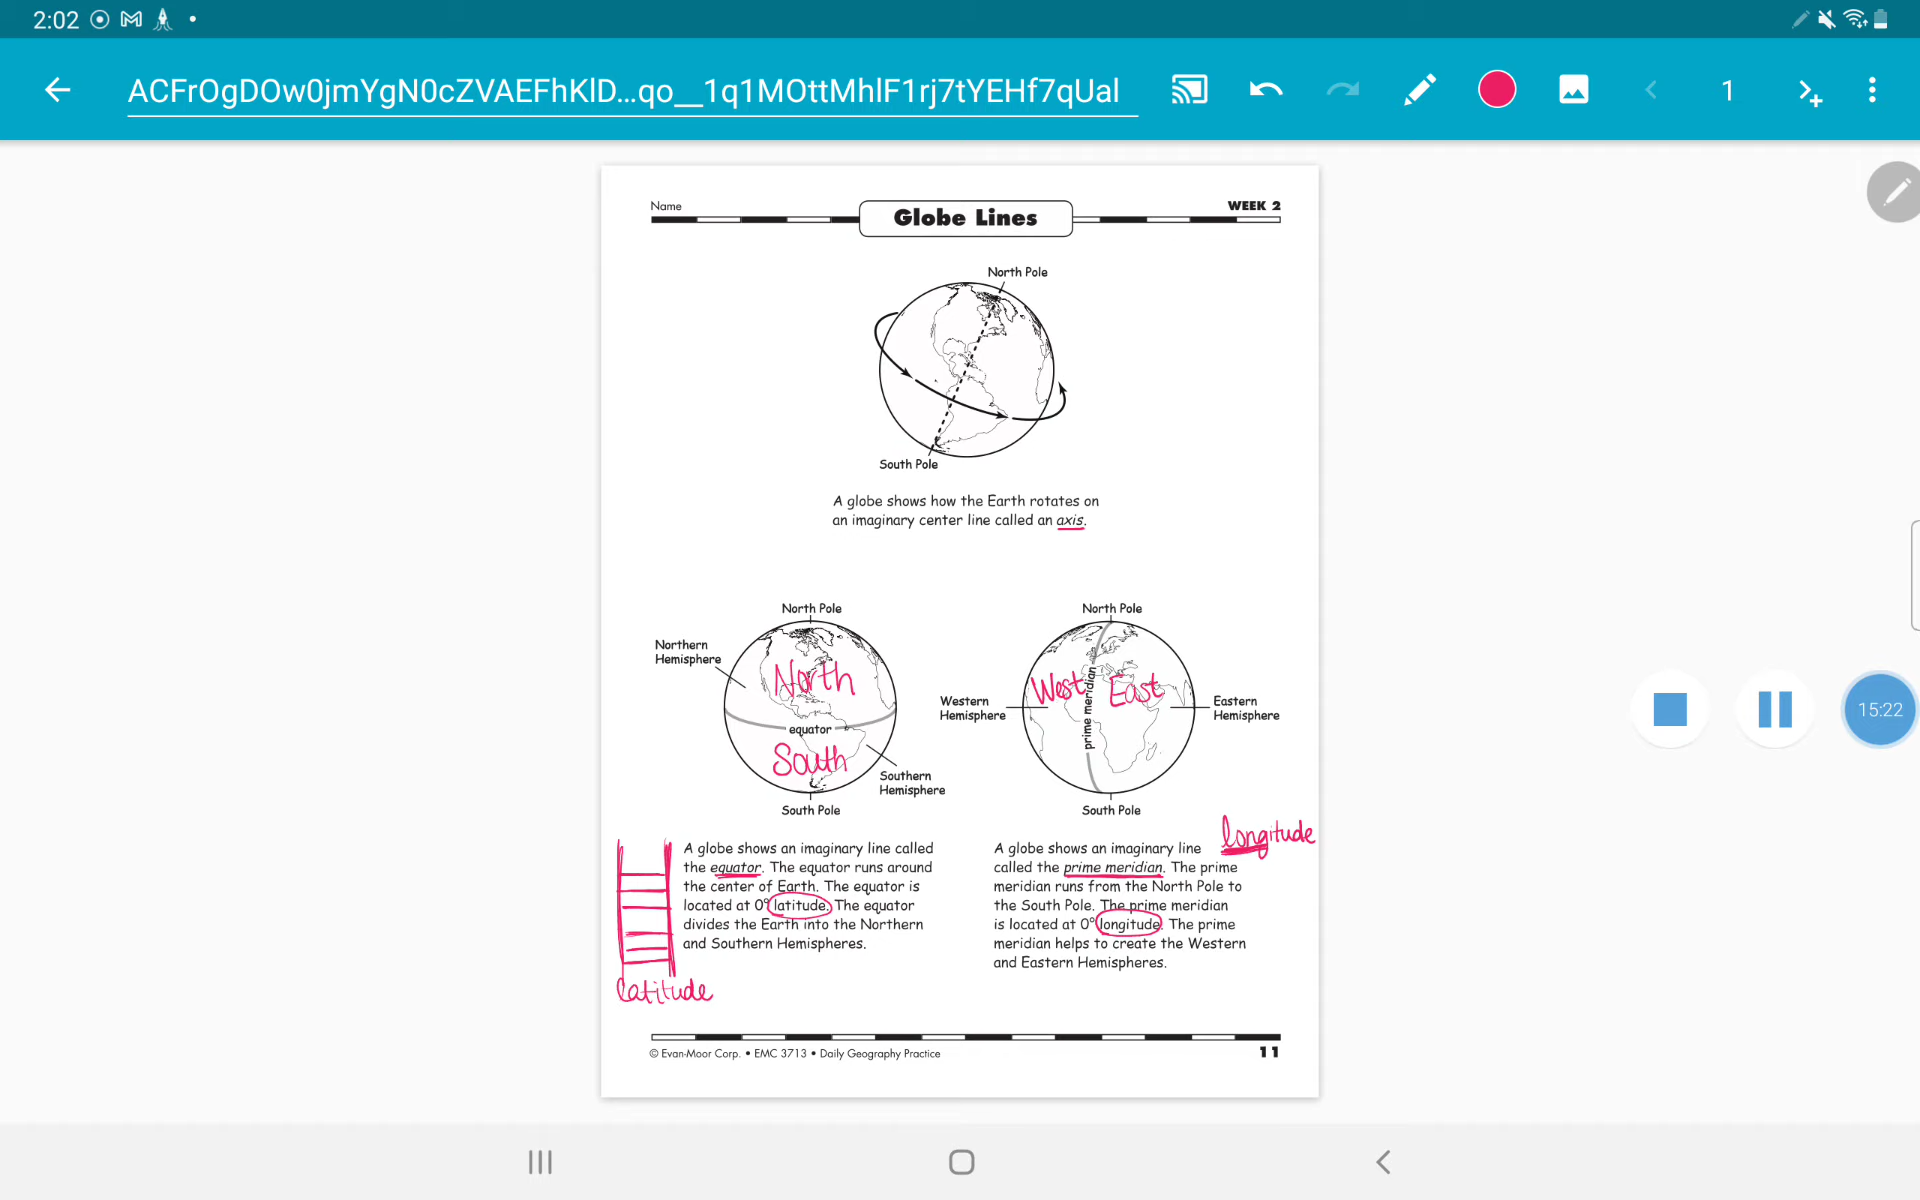 2:02
ACFrOgDOw0jmYgN0cZVAEFhKlD...qo__1q1MOttMhlF1rj7tYEHf7qUal
1
Name
Globe Lines
WEEK 2
North Pole
South Pole
A globe shows how the Earth rotates on
an imaginary center line called an axis.
North Pole
Northern
Hemisphere
North
equator
South
Southern
Hemisphere
South Pole
North Pole
Western
Hemisphere
West
prime meridian
East
Eastern
Hemisphere
South Pole
15:22
A globe shows an imaginary line called
the equator. The equator runs around
the center of Earth. The equator is
located at 0° latitude. The equator
divides the Earth into the Northern
and Southern Hemispheres.
latitude
longitude
A globe shows an imaginary line
called the prime meridian. The prime
meridian runs from the North Pole to
the South Pole. The prime meridian
is located at 0° longitude. The prime
meridian helps to create the Western
and Eastern Hemispheres.
© Evan-Moor Corp. • EMC 3713 • Daily Geography Practice
11